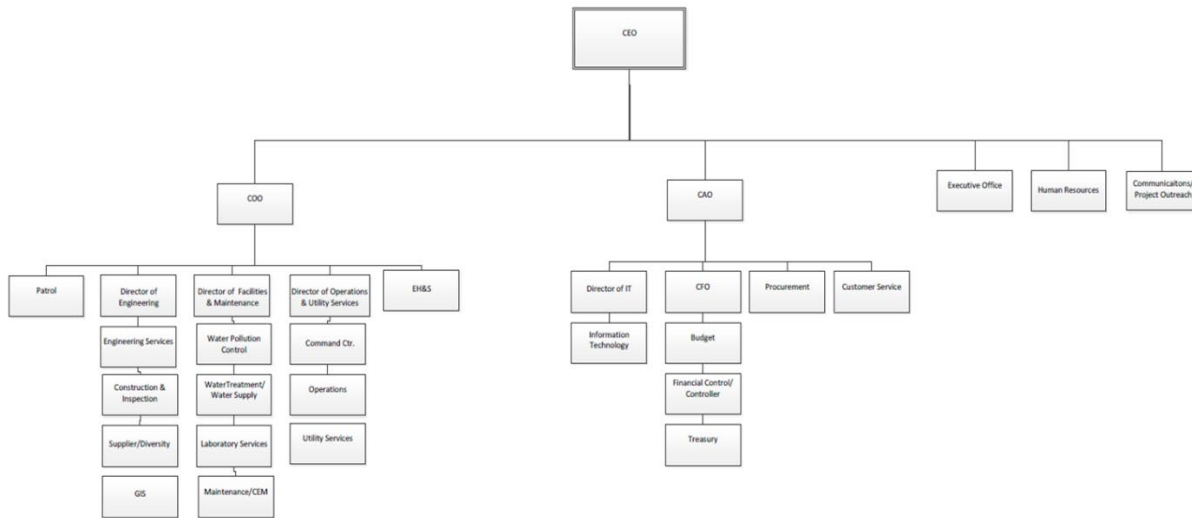 CEO
COO
CAO
Executive Office
Human Resources
Communicaitons/
Project Outreach
Patrol
Director of
Engineering
Director of Facilities
& Maintenance
Director of Operations
& Utility Services
EH&S
Director of IT
CFO
Procurement
Customer Service
Engineering Services
Water Pollution
Control
Command Ctr.
Information
Technology
Budget
Construction &
Inspection
WaterTreatment/
Water Supply
Operations
Financial Control/
Controller
Supplier/Diversity
Laboratory Services
Utility Services
Treasury
GIS
Maintenance/CEM